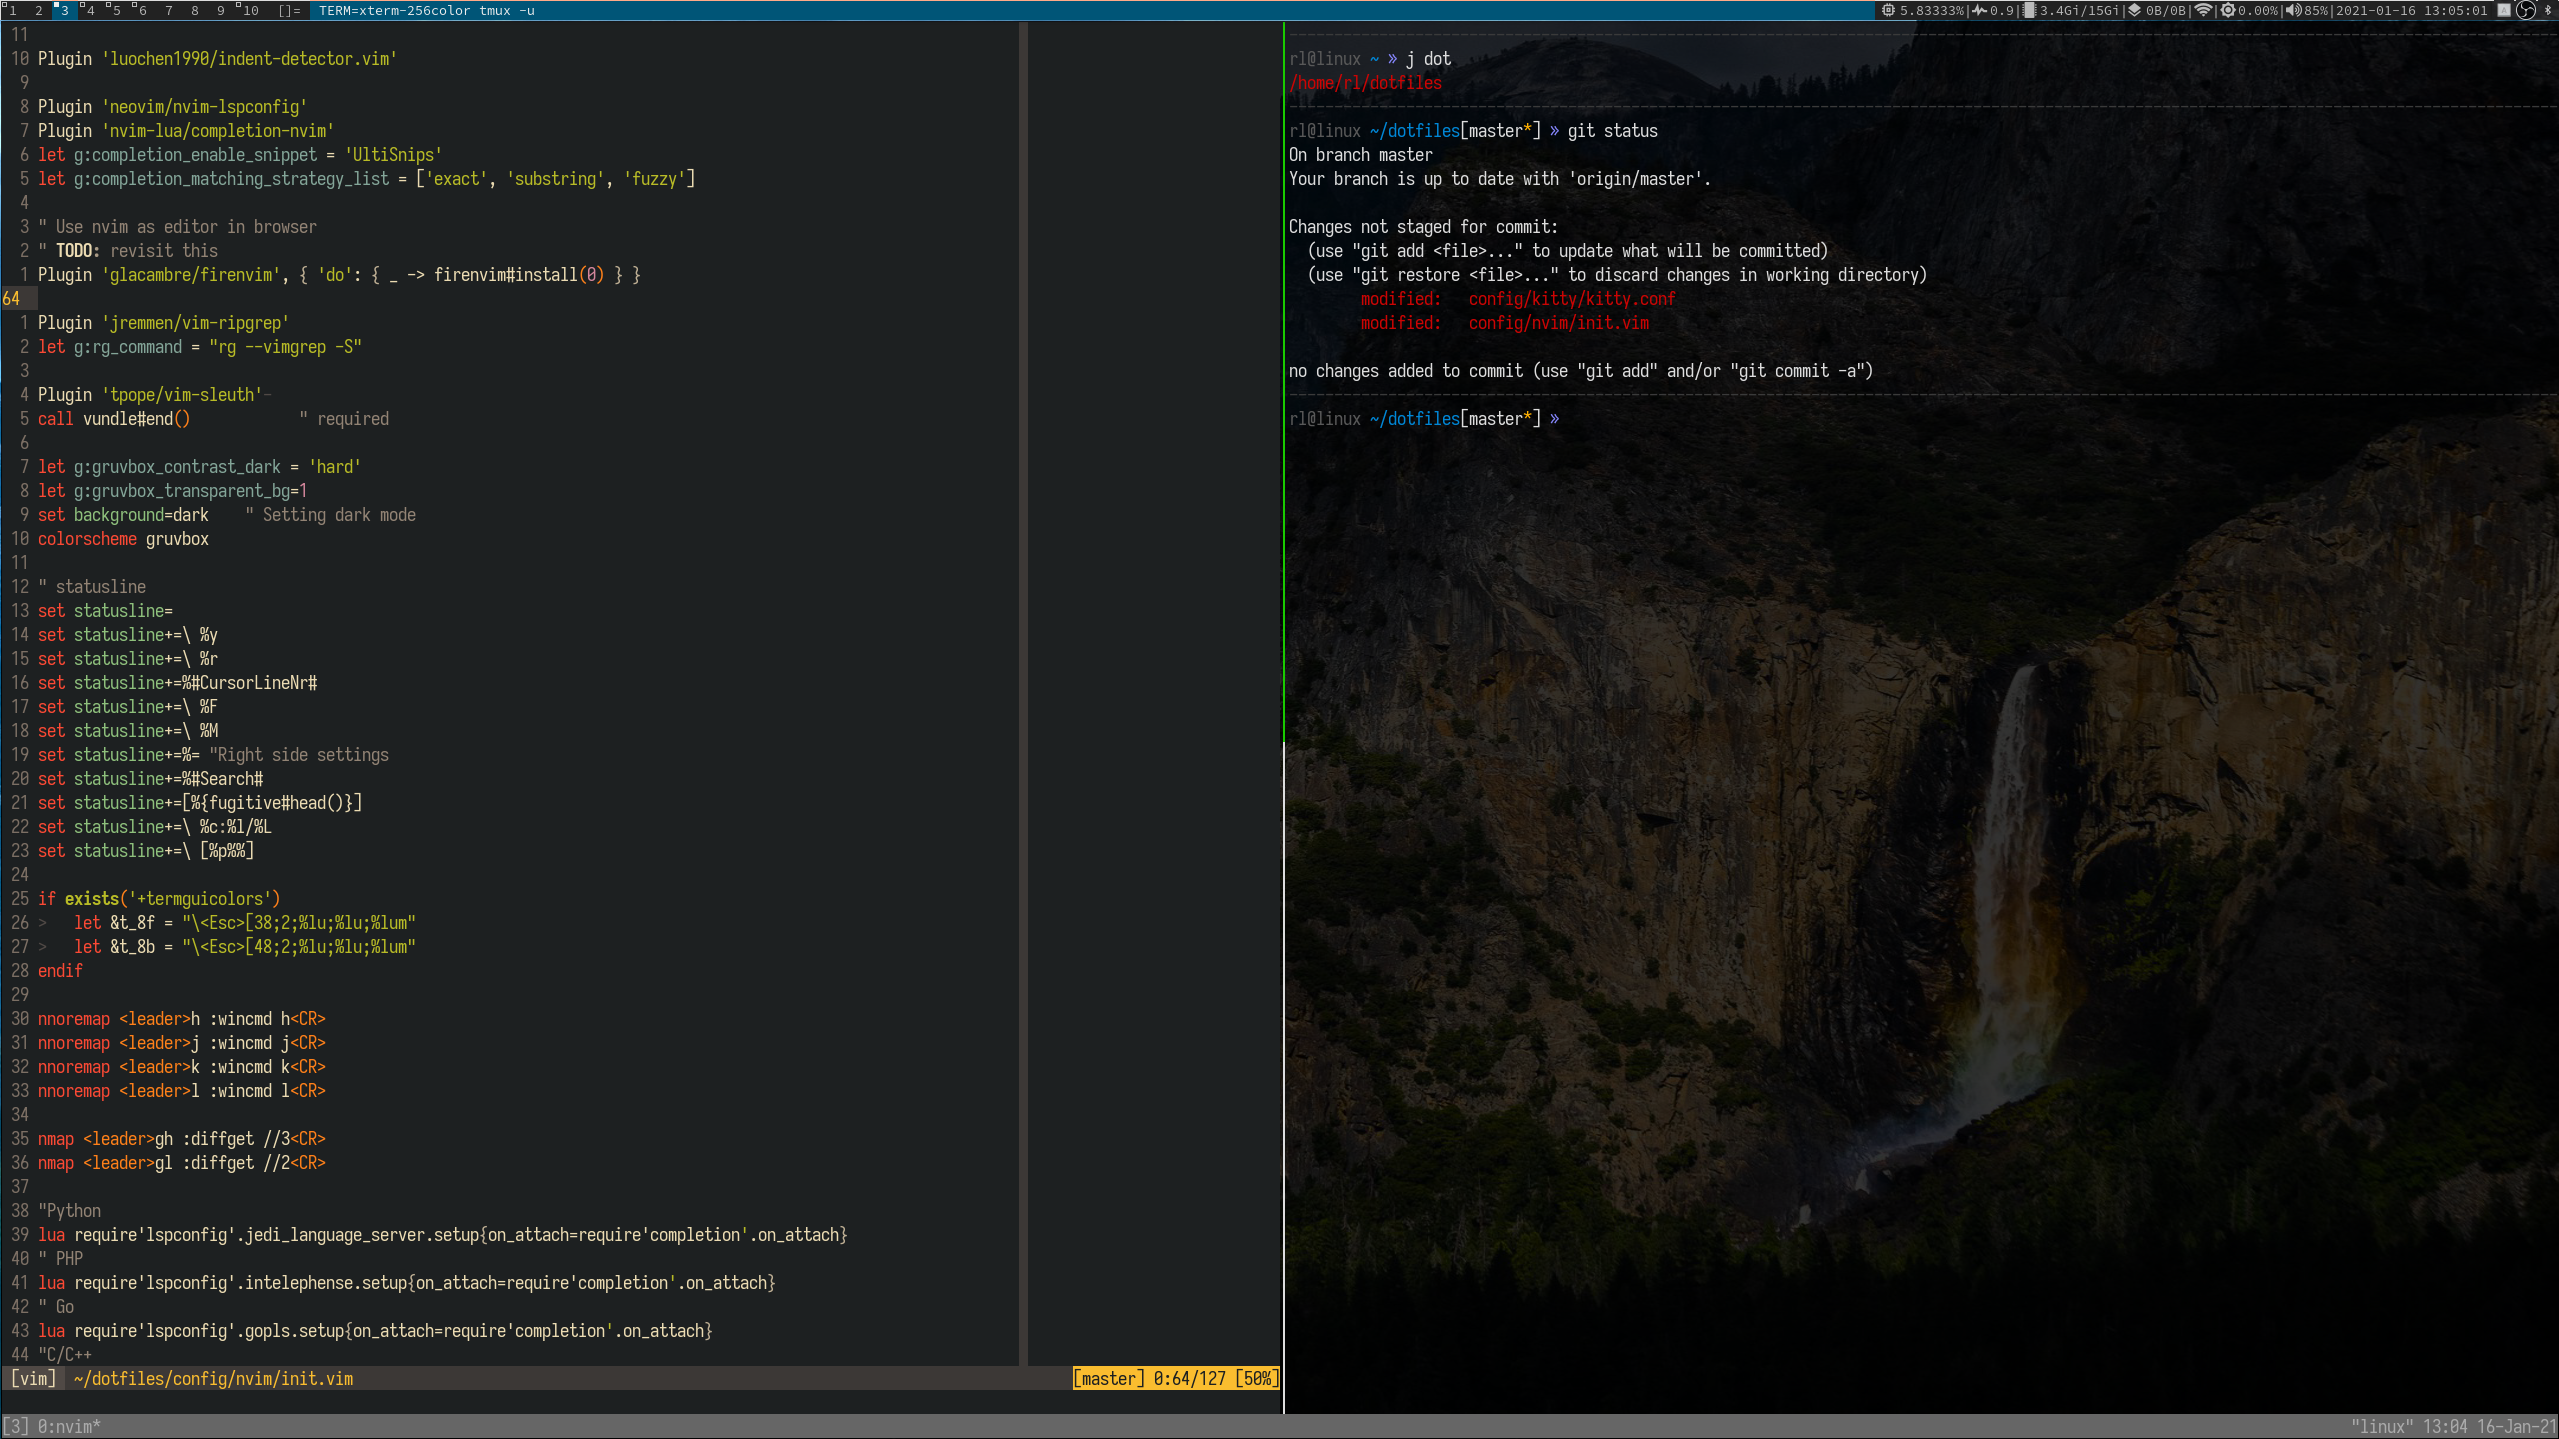 1 2 3 4 5 6 7 8 9 10 []= TERM=xterm-256color tmux -u
5.83333%| 0.9| 3.4Gi/15Gi| 0B/0B| | 0.00%| 85%|2021-01-16 13:05:01
11
10 Plugin 'luochen1990/indent-detector.vim'
9
8 Plugin 'neovim/nvim-lspconfig'
7 Plugin 'nvim-lua/completion-nvim'
6 let g:completion_enable_snippet = 'UltiSnips'
5 let g:completion_matching_strategy_list = ['exact', 'substring', 'fuzzy']
4
3 " Use nvim as editor in browser
2 " TODO: revisit this
1 Plugin 'glacambre/firenvim', { 'do': { _ -> firenvim#install(0) } }
64
1 Plugin 'jremmen/vim-ripgrep'
2 let g:rg_command = "rg --vimgrep -S"
3
4 Plugin 'tpope/vim-sleuth'-
5 call vundle#end()            " required
6
7 let g:gruvbox_contrast_dark = 'hard'
8 let g:gruvbox_transparent_bg=1
9 set background=dark    " Setting dark mode
10 colorscheme gruvbox
11
12 " statusline
13 set statusline=
14 set statusline+=\ %y
15 set statusline+=\ %r
16 set statusline+=%#CursorLineNr#
17 set statusline+=\ %F
18 set statusline+=\ %M
19 set statusline+=%= "Right side settings
20 set statusline+=%#Search#
21 set statusline+=[%{fugitive#head()}]
22 set statusline+=\ %c:%l/%L
23 set statusline+=\ [%p%%]
24
25 if exists('+termguicolors')
26 >   let &t_8f = "\<Esc>[38;2;%lu;%lu;%lum"
27 >   let &t_8b = "\<Esc>[48;2;%lu;%lu;%lum"
28 endif
29
30 nnoremap <leader>h :wincmd h<CR>
31 nnoremap <leader>j :wincmd j<CR>
32 nnoremap <leader>k :wincmd k<CR>
33 nnoremap <leader>l :wincmd l<CR>
34
35 nmap <leader>gh :diffget //3<CR>
36 nmap <leader>gl :diffget //2<CR>
37
38 "Python
39 lua require'lspconfig'.jedi_language_server.setup{on_attach=require'completion'.on_attach}
40 " PHP
41 lua require'lspconfig'.intelephense.setup{on_attach=require'completion'.on_attach}
42 " Go
43 lua require'lspconfig'.gopls.setup{on_attach=require'completion'.on_attach}
44 "C/C++
[vim] ~/dotfiles/config/nvim/init.vim [master] 0:64/127 [50%]
rl@linux ~ » j dot
/home/rl/dotfiles
rl@linux ~/dotfiles[master*] » git status
On branch master
Your branch is up to date with 'origin/master'.
Changes not staged for commit:
(use "git add <file>..." to update what will be committed)
(use "git restore <file>..." to discard changes in working directory)
modified:   config/kitty/kitty.conf
modified:   config/nvim/init.vim
no changes added to commit (use "git add" and/or "git commit -a")
rl@linux ~/dotfiles[master*] »
[3] 0:nvim* "linux" 13:04 16-Jan-21